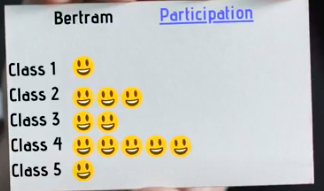 Bertram Participation
Class 1 😃
Class 2 😃😃😃
Class 3 😃😃
Class 4 😃😃😃😃😃
Class 5 😃